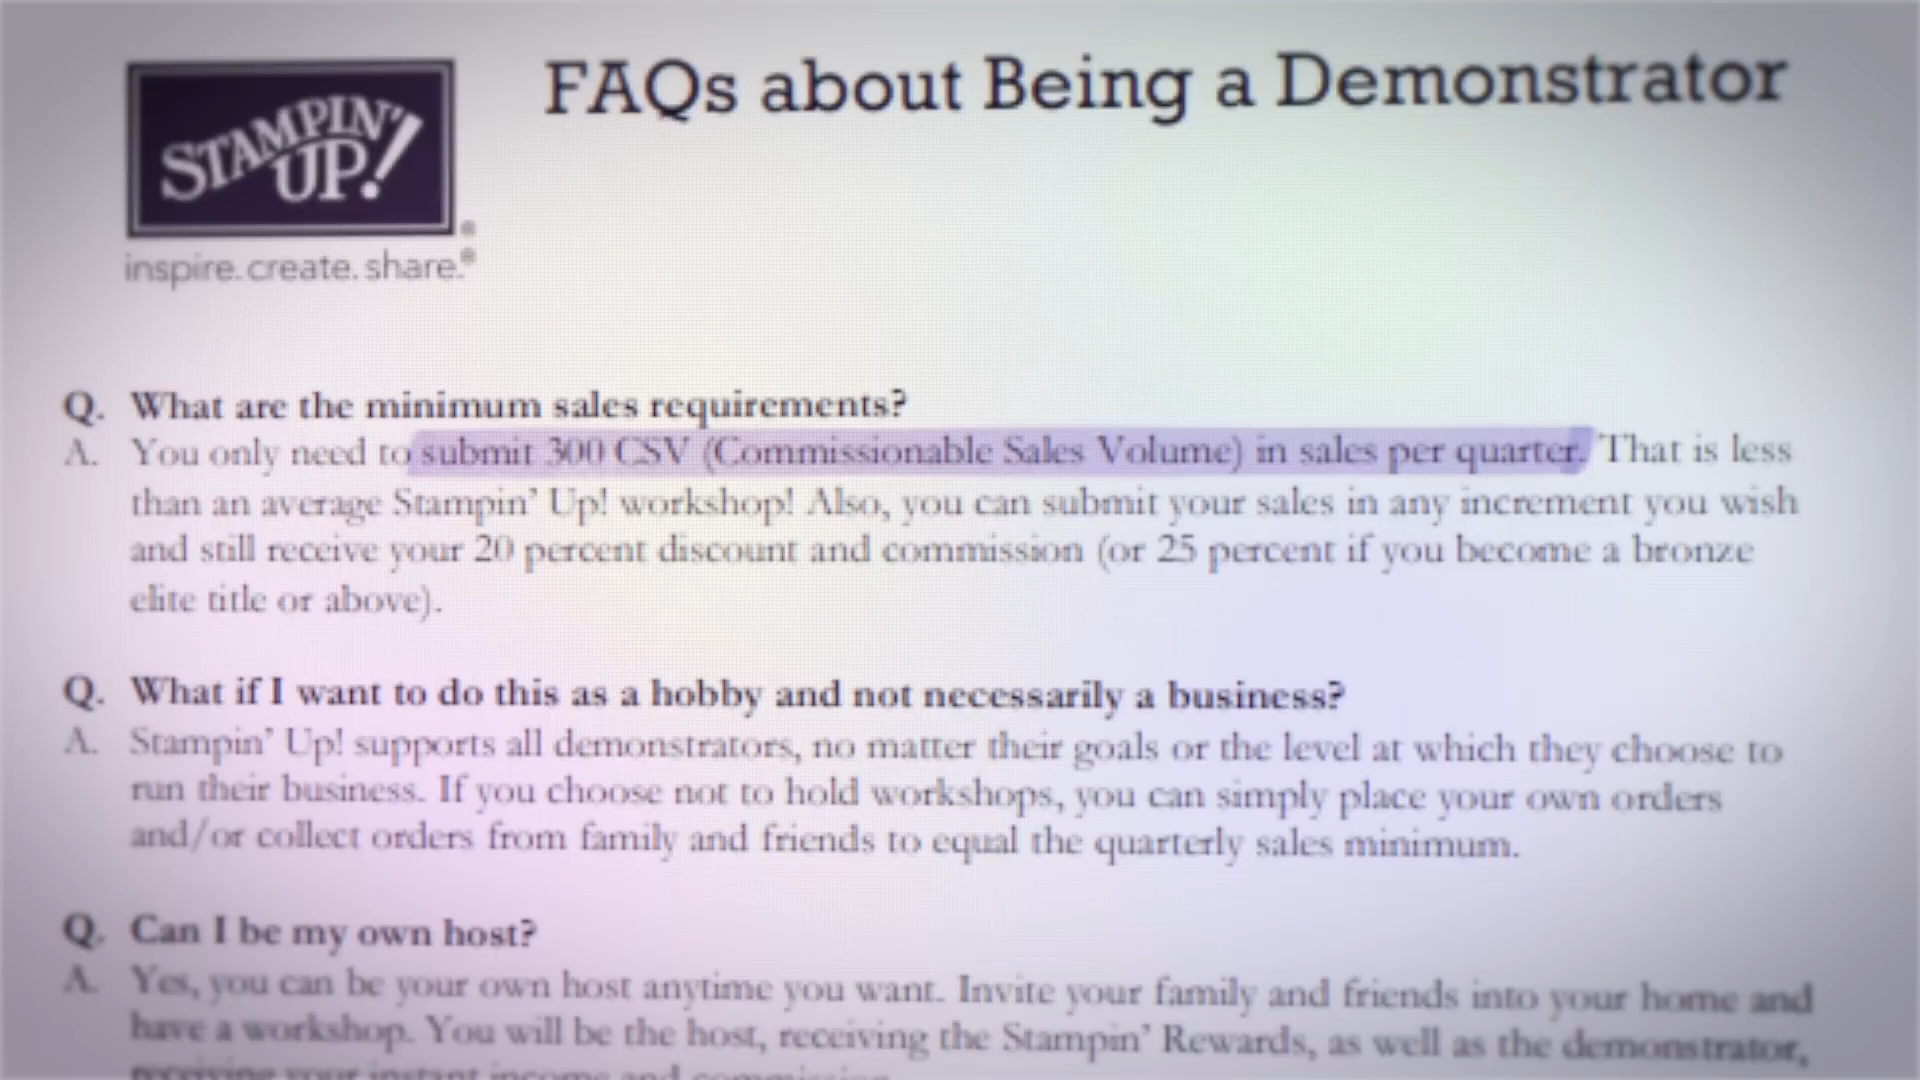 STAMPIN' UP!
®
inspire. create. share.®
FAQs about Being a Demonstrator
Q. What are the minimum sales requirements?
A. You only need to submit 300 CSV (Commissionable Sales Volume) in sales per quarter. That is less
than an average Stampin' Up! workshop! Also, you can submit your sales in any increment you wish
and still receive your 20 percent discount and commission (or 25 percent if you become a bronze
elite title or above).
Q. What if I want to do this as a hobby and not necessarily a business?
A. Stampin' Up! supports all demonstrators, no matter their goals or the level at which they choose to
run their business. If you choose not to hold workshops, you can simply place your own orders
and/or collect orders from family and friends to equal the quarterly sales minimum.
Q. Can I be my own host?
A. Yes, you can be your own host anytime you want. Invite your family and friends into your home and
have a workshop. You will be the host, receiving the Stampin' Rewards, as well as the demonstrator,
receiving your instant income and commission.